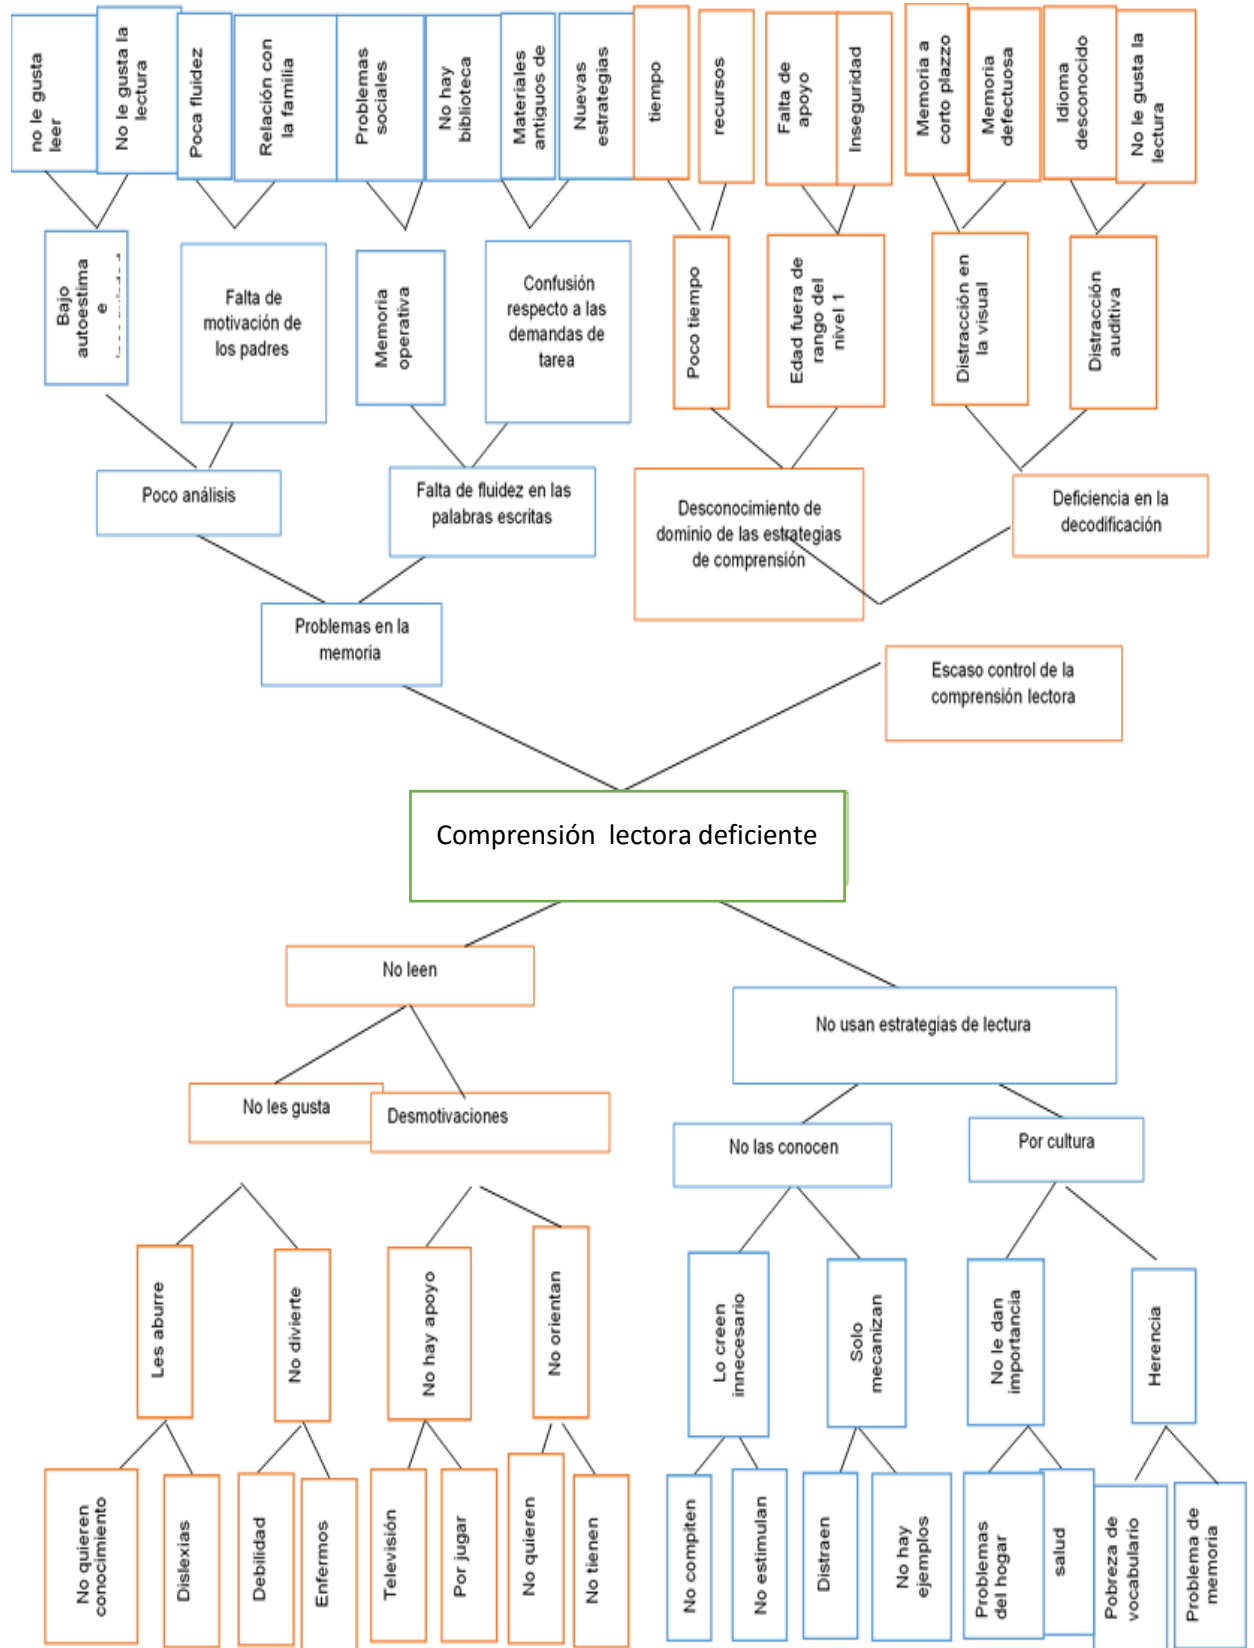 no le gusta
leer
No le gusta la
lectura
Poca fluidez
Relación con
la familia
Problemas
sociales
No hay
biblioteca
Materiales
antiguos de
Nuevas
estrategias
tiempo
recursos
Falta de
apoyo
Inseguridad
Memoria a
corto plazzo
Memoria
defectuosa
Idioma
desconocido
No le gusta la
lectura
Bajo
autoestima
e
Falta de
motivación de
los padres
Memoria
operativa
Confusión
respecto a las
demandas de
tarea
Poco tiempo
Edad fuera de
rango del
nivel 1
Distracción en
la visual
Distracción
auditiva
Poco análisis
Falta de fluidez en las
palabras escritas
Desconocimiento de
dominio de las estrategias
de comprensión
Deficiencia en la
decodificación
Problemas en la
memoria
Escaso control de la
comprensión lectora
Comprensión lectora deficiente
No leen
No usan estrategias de lectura
No les gusta
Desmotivaciones
No las conocen
Por cultura
Les aburre
No divierte
No hay apoyo
No orientan
Lo creen
innecesario
Solo
mecanizan
No le dan
importancia
Herencia
No quieren
conocimiento
Dislexias
Debilidad
Enfermos
Televisión
Por jugar
No quieren
No tienen
No compiten
No estimulan
Distraen
No hay
ejemplos
Problemas
del hogar
salud
Pobreza de
vocabulario
Problema de
memoria